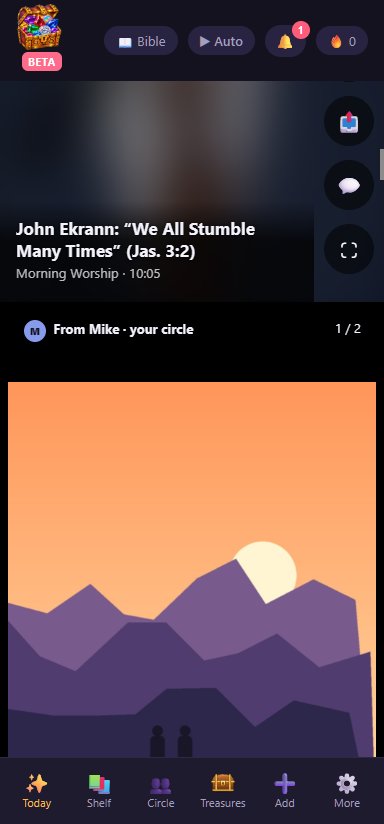 BETA
Bible
Auto
1
0
John Ekrann: “We All Stumble
Many Times” (Jas. 3:2)
Morning Worship · 10:05
M
From Mike · your circle
1 / 2
Today
Shelf
Circle
Treasures
Add
More